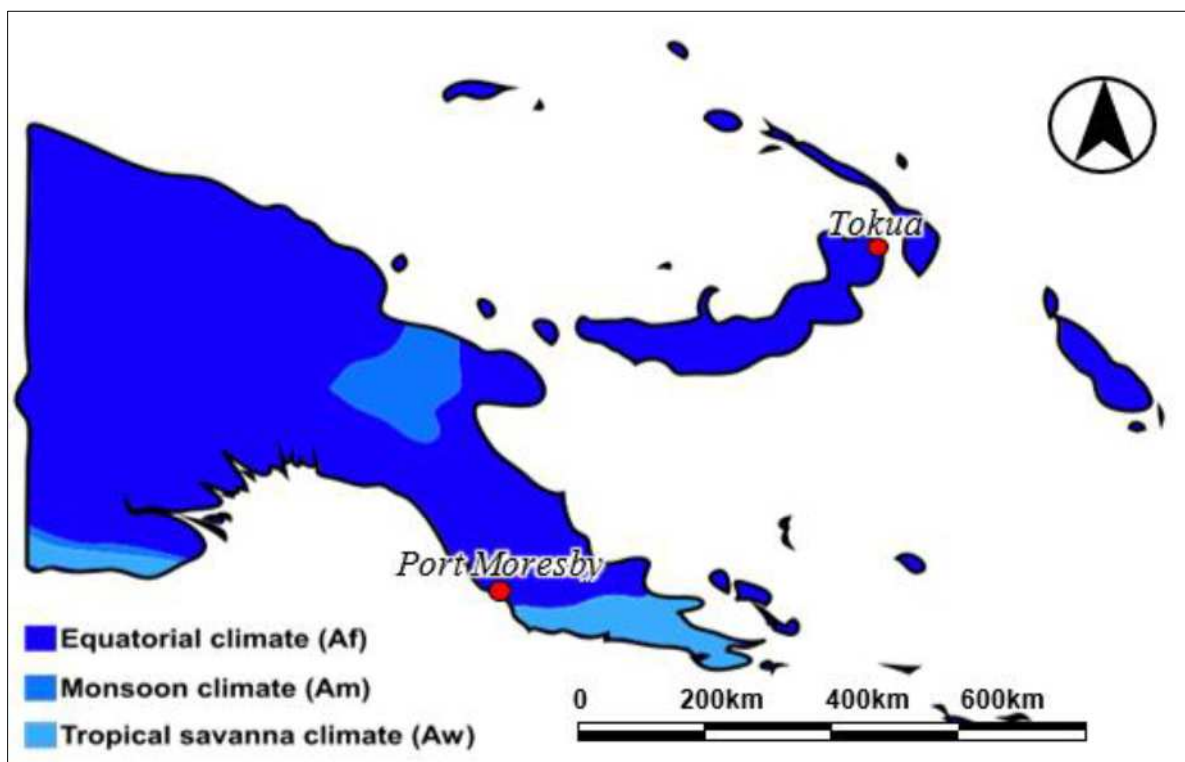 Tokua
Port Moresby
Equatorial climate (Af)
Monsoon climate (Am)
Tropical savanna climate (Aw)
0 200km 400km 600km